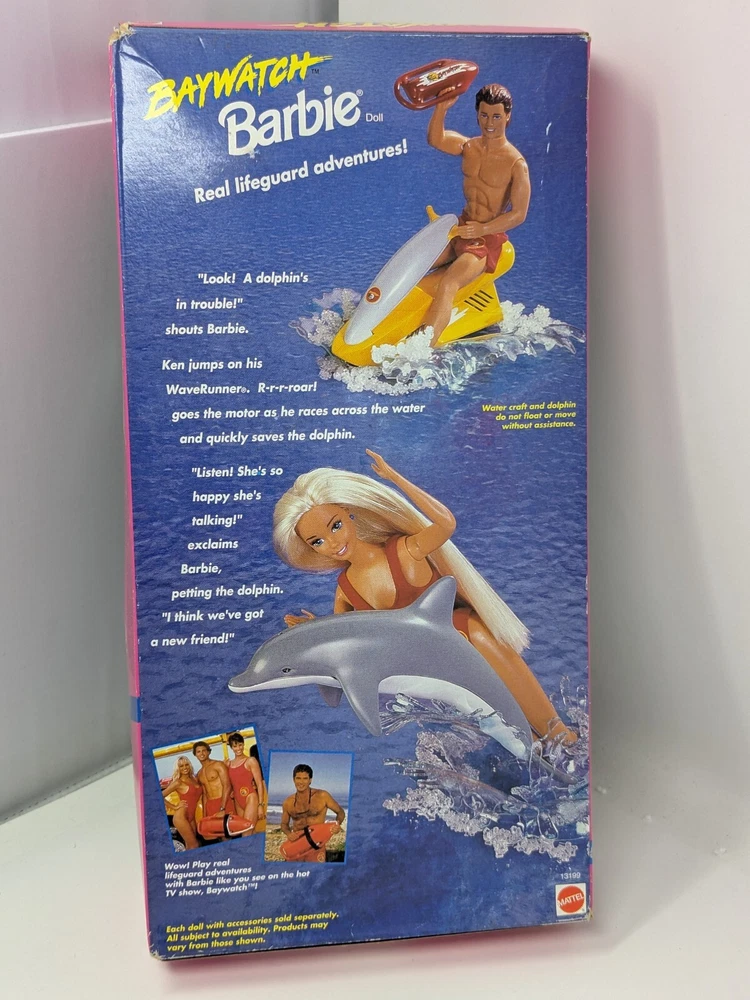 BAYWATCH™
Barbie® Doll
Real lifeguard adventures!
"Look! A dolphin's
in trouble!"
shouts Barbie.
Ken jumps on his
WaveRunner®. R-r-r-roar!
goes the motor as he races across the water
and quickly saves the dolphin.
Water craft and dolphin
do not float or move
without assistance.
"Listen! She's so
happy she's
talking!"
exclaims
Barbie,
petting the dolphin.
"I think we've got
a new friend!"
Wow! Play real
lifeguard adventures
with Barbie like you see on the hot
TV show, Baywatch™!
13199
MATTEL
Each doll with accessories sold separately.
All subject to availability. Products may
vary from those shown.